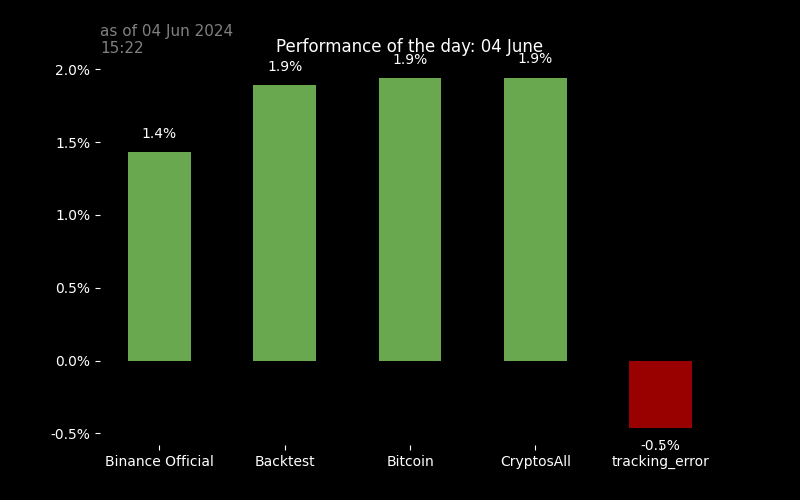 as of 04 Jun 2024
15:22
Performance of the day: 04 June
2.0%
1.5%
1.0%
0.5%
0.0%
-0.5%
1.4%
1.9%
1.9%
1.9%
-0.5%
Binance Official
Backtest
Bitcoin
CryptosAll
tracking_error